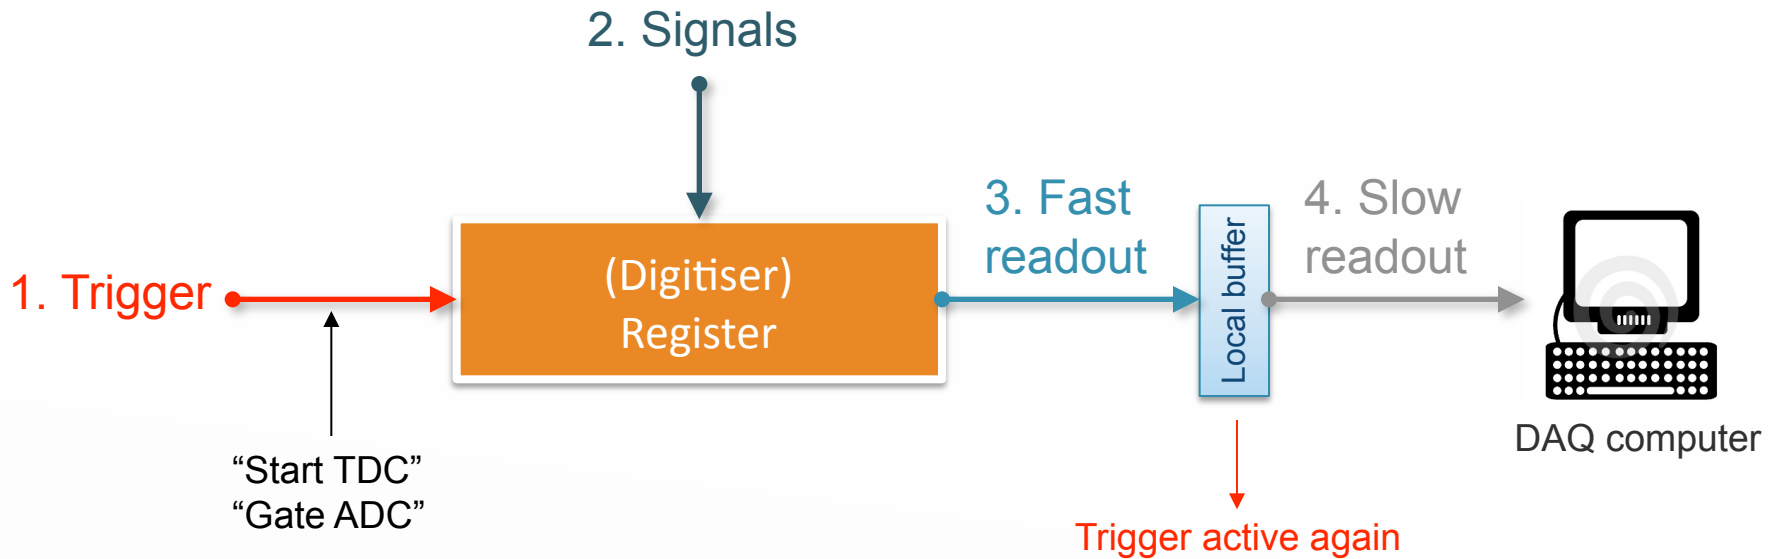 2. Signals
1. Trigger
“Start TDC”
“Gate ADC”
(Digitiser)
Register
3. Fast
readout
Local buffer
Trigger active again
4. Slow
readout
DAQ computer